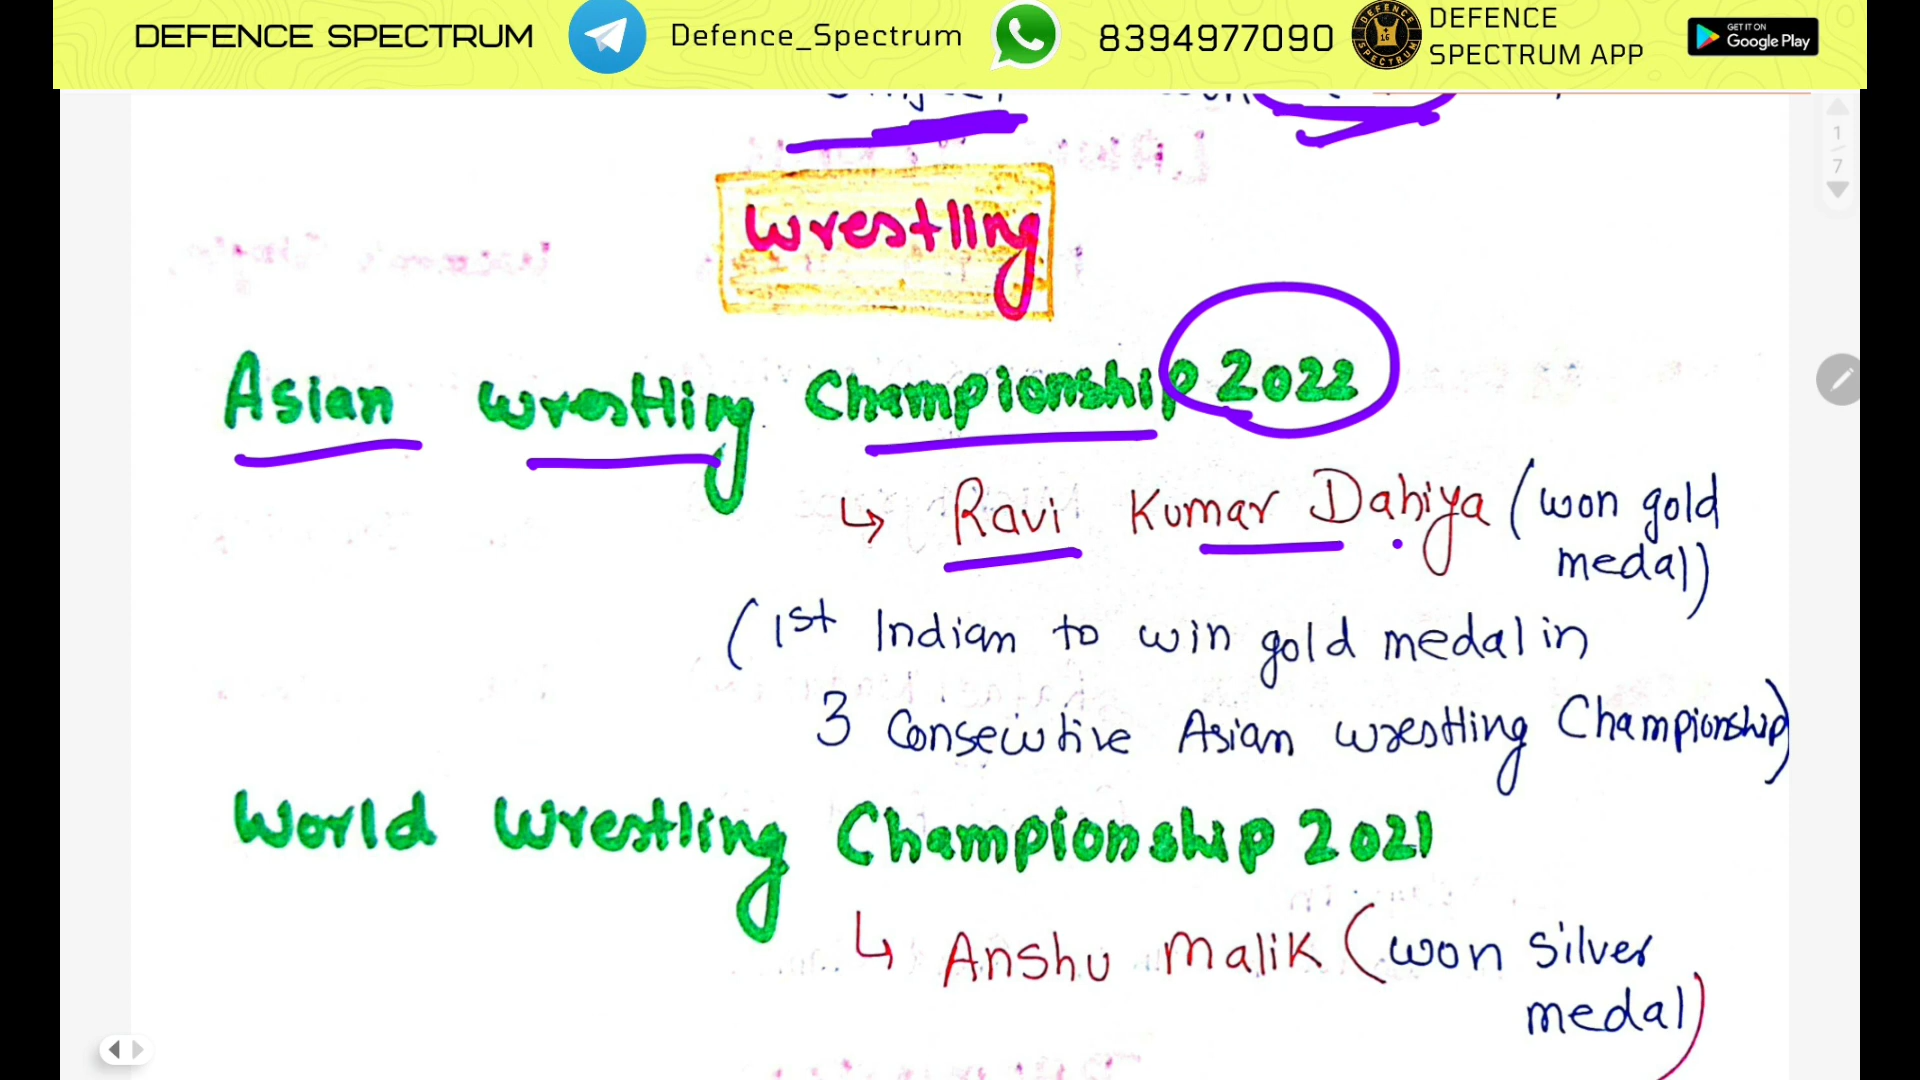 DEFENCE SPECTRUM
Defence_Spectrum
8394977090
DEFENCE
SPECTRUM APP
GET IT ON
Google Play
1
7
Wrestling
Asian Wrestling Championship 2022
↳ Ravi Kumar Dahiya (won gold
medal)
(1st Indian to win gold medal in
3 Consecutive Asian Wrestling Championship)
World Wrestling Championship 2021
↳ Anshu Malik (won silver
medal)